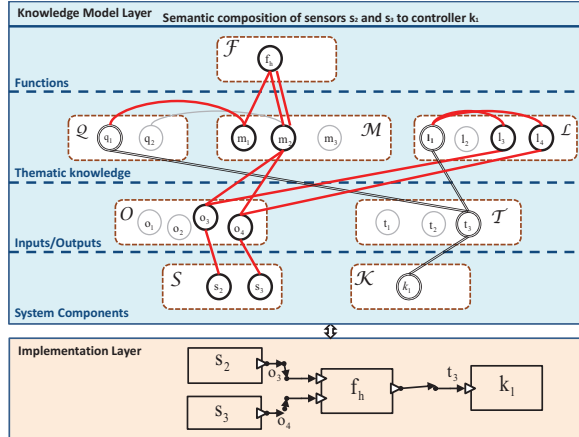 Knowledge Model Layer
Semantic composition of sensors s₂ and s₃ to controller k₁
ℱ
f_h
Functions
𝒬 q₁ q₂ m₁ m₂ m₃ ℳ l₁ l₂ l₃ l₄ ℒ
Thematic knowledge
O o₁ o₂ o₃ o₄ t₁ t₂ t₃ 𝒯
Inputs/Outputs
𝒮 s₂ s₃ 𝒦 k₁
System Components
Implementation Layer
s₂ o₃ f_h t₃ k₁
s₃ o₄